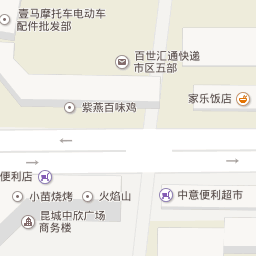 壹马摩托车电动车
配件批发部
百世汇通快递
市区五部
家乐饭店
紫燕百味鸡
便利店
小苗烧烤
火焰山
中意便利超市
昆城中欣广场
商务楼